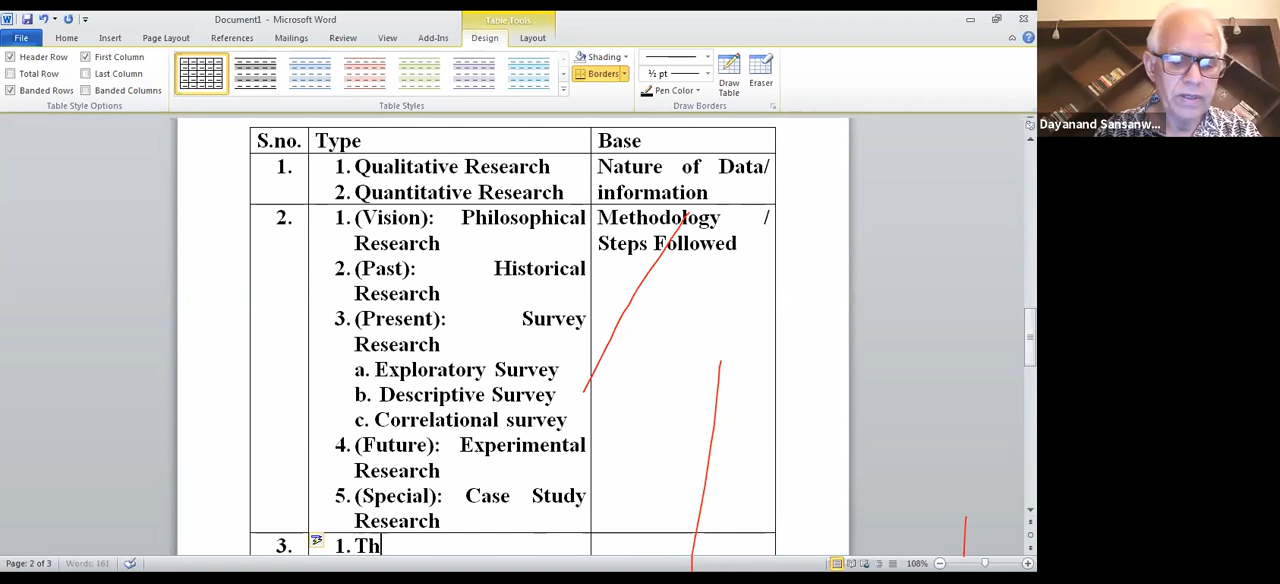 Document1 - Microsoft Word
Table Tools
File Home Insert Page Layout References Mailings Review View Add-Ins Design Layout
Header Row First Column
Total Row Last Column
Banded Rows Banded Columns
Table Style Options
Table Styles
Shading
Borders
½ pt
Pen Color
Draw Table
Eraser
Draw Borders
Dayanand Sansanw...
S.no. Type Base
1. 1. Qualitative Research Nature of Data/
2. Quantitative Research information
2. 1. (Vision): Philosophical Methodology /
Research Steps Followed
2. (Past): Historical
Research
3. (Present): Survey
Research
a. Exploratory Survey
b. Descriptive Survey
c. Correlational survey
4. (Future): Experimental
Research
5. (Special): Case Study
Research
3. 1. Th
Page: 2 of 3 Words: 161 108%